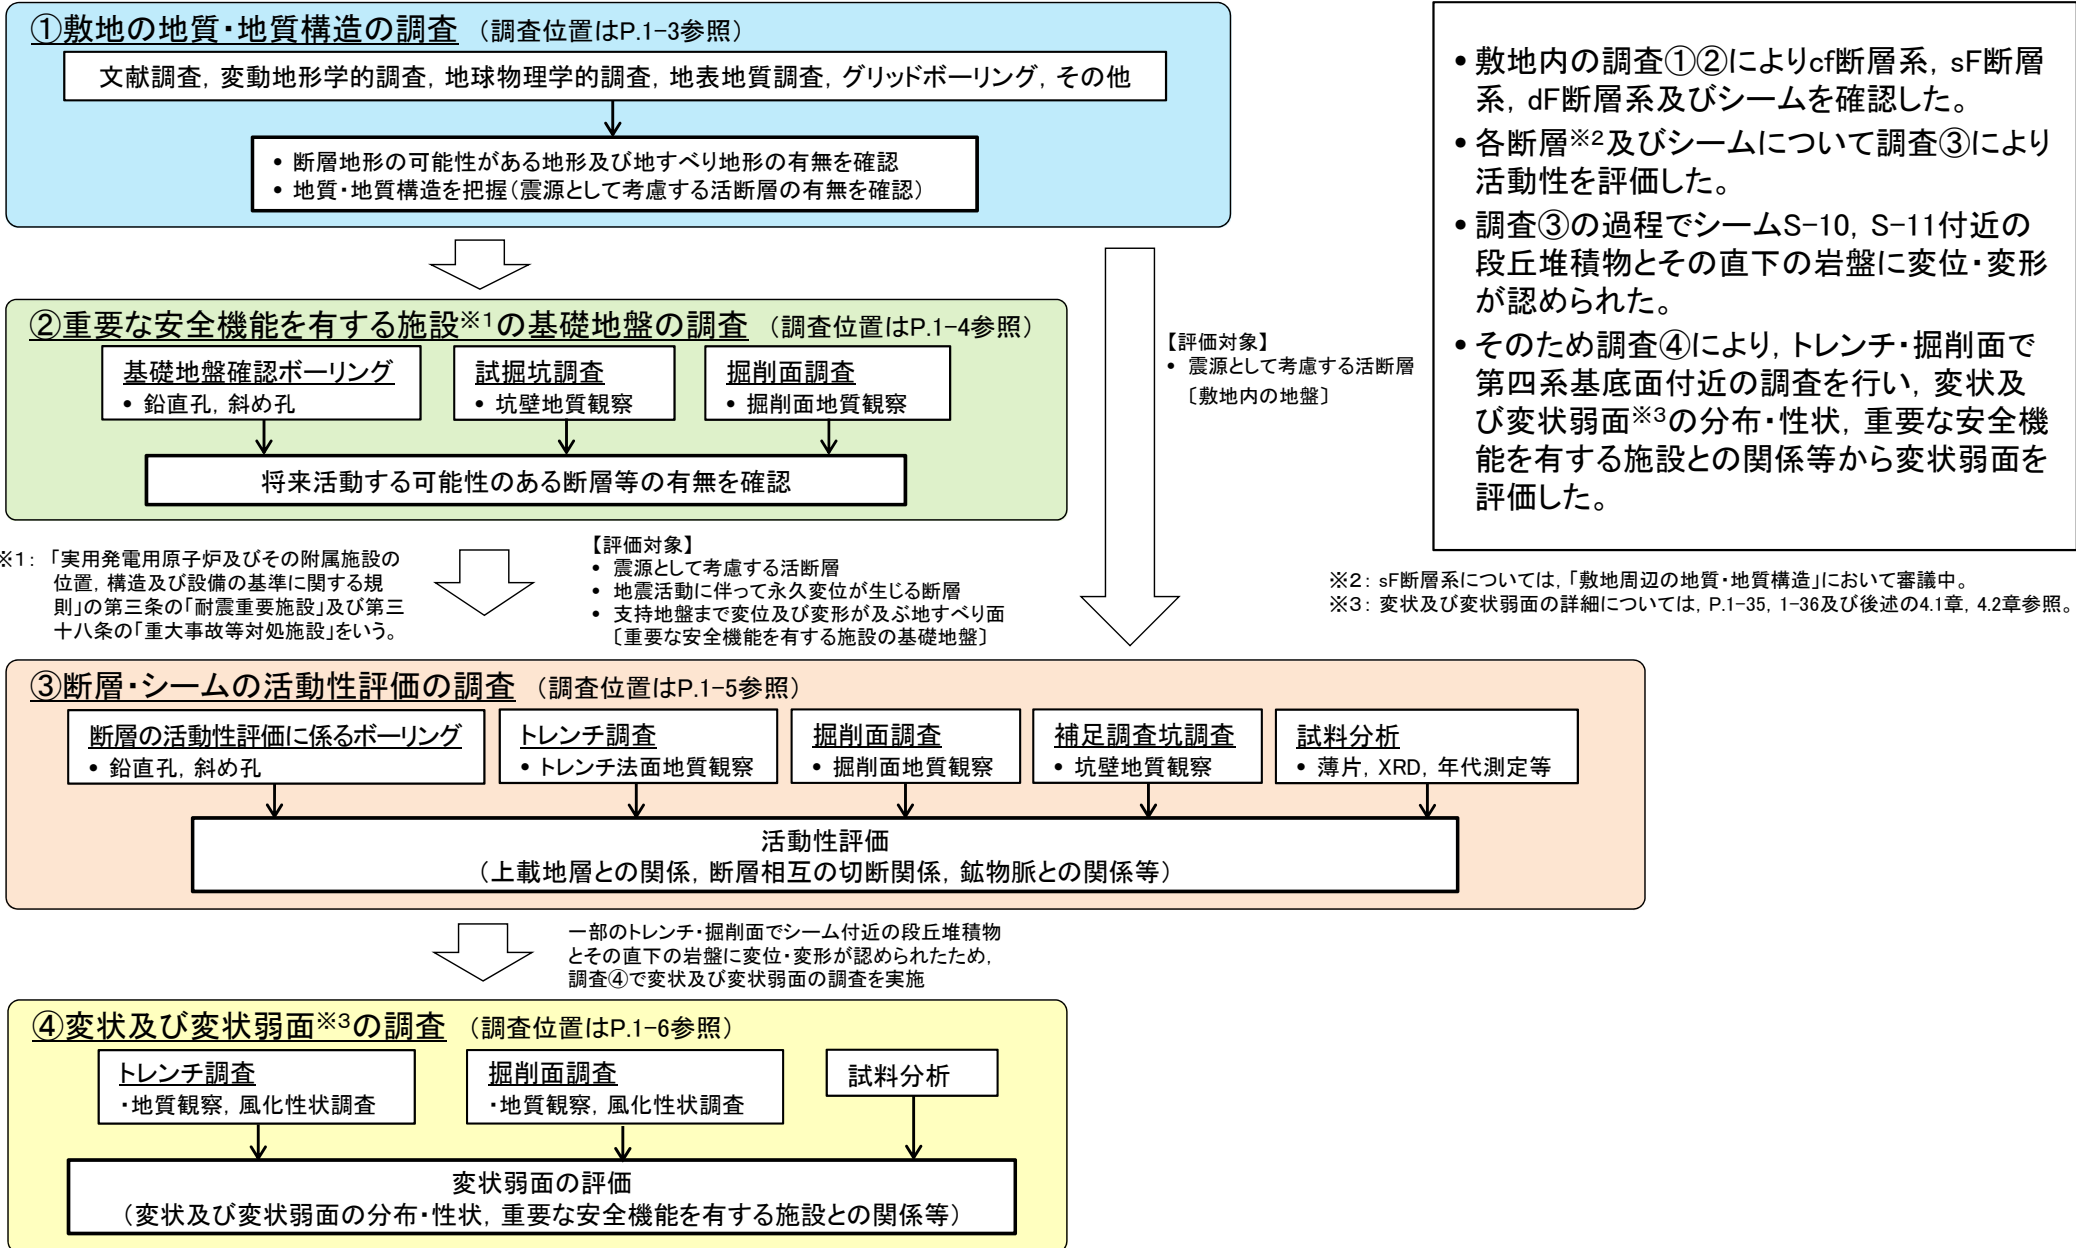 ①敷地の地質・地質構造の調査 （調査位置はP.1-3参照）
文献調査, 変動地形学的調査, 地球物理学的調査, 地表地質調査, グリッドボーリング, その他
• 断層地形の可能性がある地形及び地すべり地形の有無を確認
• 地質・地質構造を把握（震源として考慮する活断層の有無を確認）
②重要な安全機能を有する施設※1の基礎地盤の調査 （調査位置はP.1-4参照）
基礎地盤確認ボーリング
• 鉛直孔, 斜め孔
試掘坑調査
• 坑壁地質観察
掘削面調査
• 掘削面地質観察
将来活動する可能性のある断層等の有無を確認
【評価対象】
• 震源として考慮する活断層
〔敷地内の地盤〕
※1： 「実用発電用原子炉及びその附属施設の
位置, 構造及び設備の基準に関する規
則」の第三条の「耐震重要施設」及び第三
十八条の「重大事故等対処施設」をいう。
【評価対象】
• 震源として考慮する活断層
• 地震活動に伴って永久変位が生じる断層
• 支持地盤まで変位及び変形が及ぶ地すべり面
〔重要な安全機能を有する施設の基礎地盤〕
③断層・シームの活動性評価の調査 （調査位置はP.1-5参照）
断層の活動性評価に係るボーリング
• 鉛直孔, 斜め孔
トレンチ調査
• トレンチ法面地質観察
掘削面調査
• 掘削面地質観察
補足調査坑調査
• 坑壁地質観察
試料分析
• 薄片, XRD, 年代測定等
活動性評価
（上載地層との関係, 断層相互の切断関係, 鉱物脈との関係等）
一部のトレンチ・掘削面でシーム付近の段丘堆積物
とその直下の岩盤に変位・変形が認められたため,
調査④で変状及び変状弱面の調査を実施
④変状及び変状弱面※3の調査 （調査位置はP.1-6参照）
トレンチ調査
・地質観察, 風化性状調査
掘削面調査
・地質観察, 風化性状調査
試料分析
変状弱面の評価
（変状及び変状弱面の分布・性状, 重要な安全機能を有する施設との関係等）
• 敷地内の調査①②によりcf断層系, sF断層
系, dF断層系及びシームを確認した。
• 各断層※2及びシームについて調査③により
活動性を評価した。
• 調査③の過程でシームS-10, S-11付近の
段丘堆積物とその直下の岩盤に変位・変形
が認められた。
• そのため調査④により, トレンチ・掘削面で
第四系基底面付近の調査を行い, 変状及
び変状弱面※3の分布・性状, 重要な安全機
能を有する施設との関係等から変状弱面を
評価した。
※2： sF断層系については,「敷地周辺の地質・地質構造」において審議中。
※3： 変状及び変状弱面の詳細については, P.1-35, 1-36及び後述の4.1章, 4.2章参照。